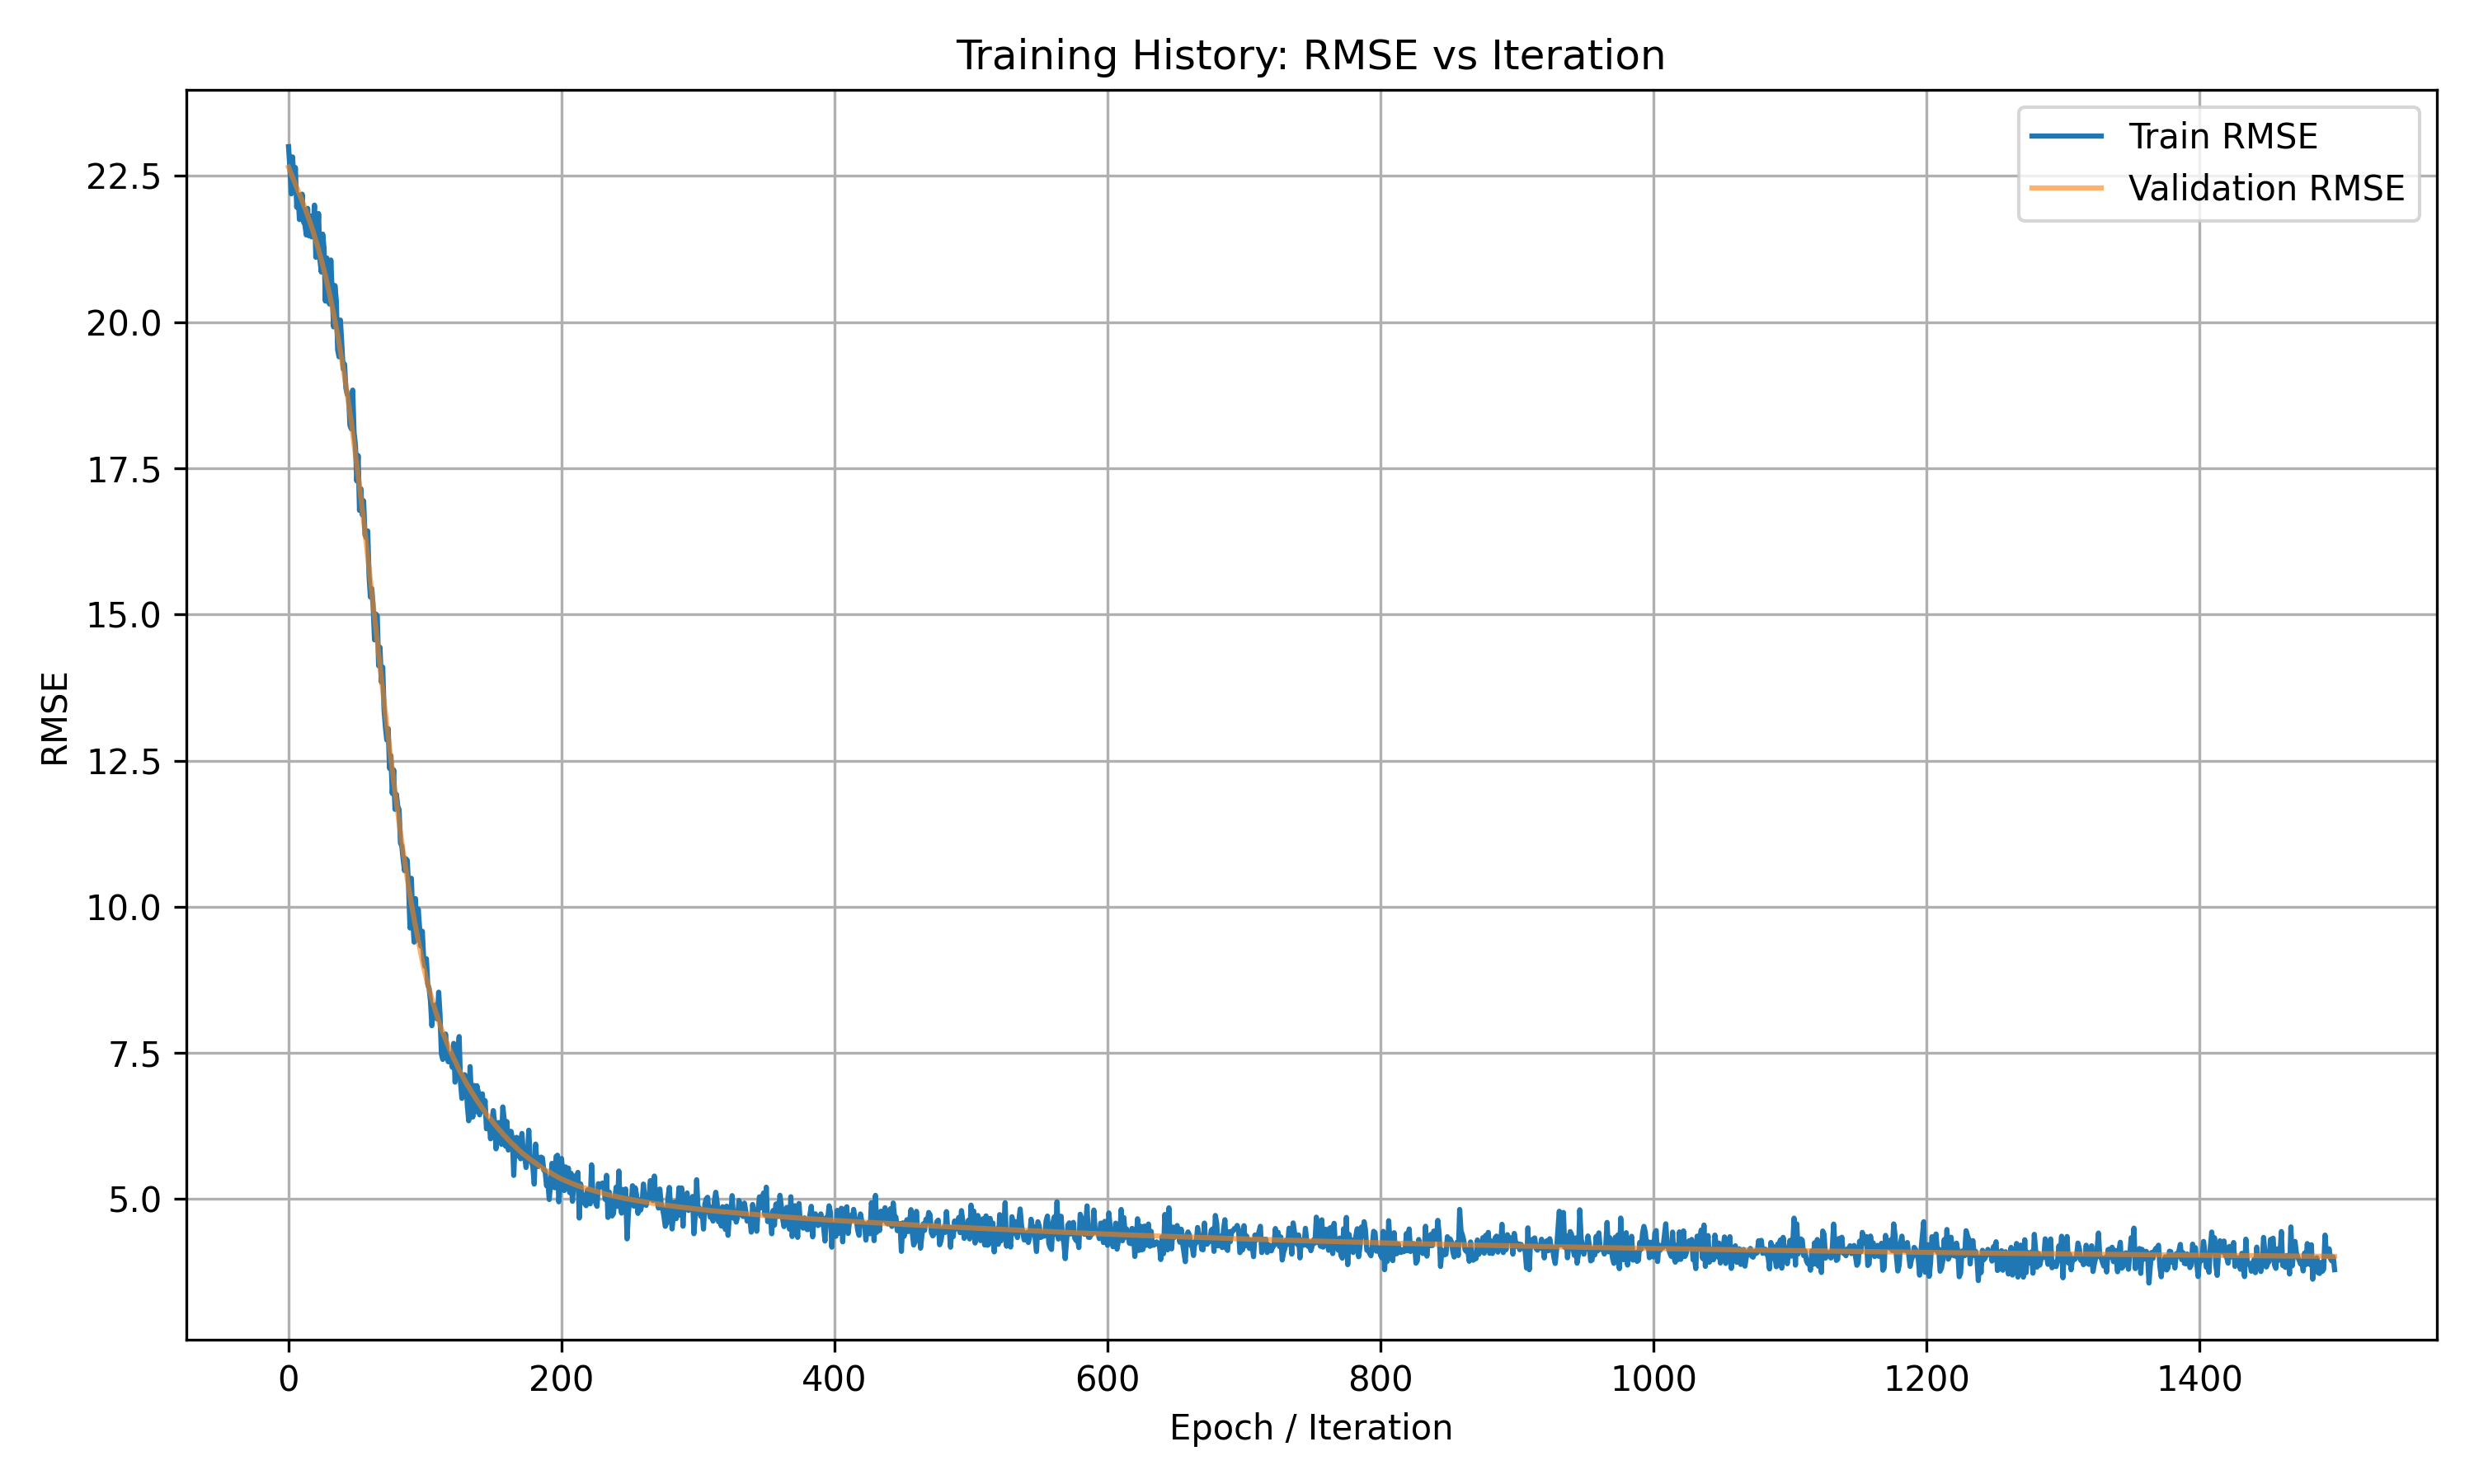 Training History: RMSE vs Iteration
Train RMSE
Validation RMSE
22.5
20.0
17.5
15.0
12.5
10.0
7.5
5.0
RMSE
0 200 400 600 800 1000 1200 1400
Epoch / Iteration